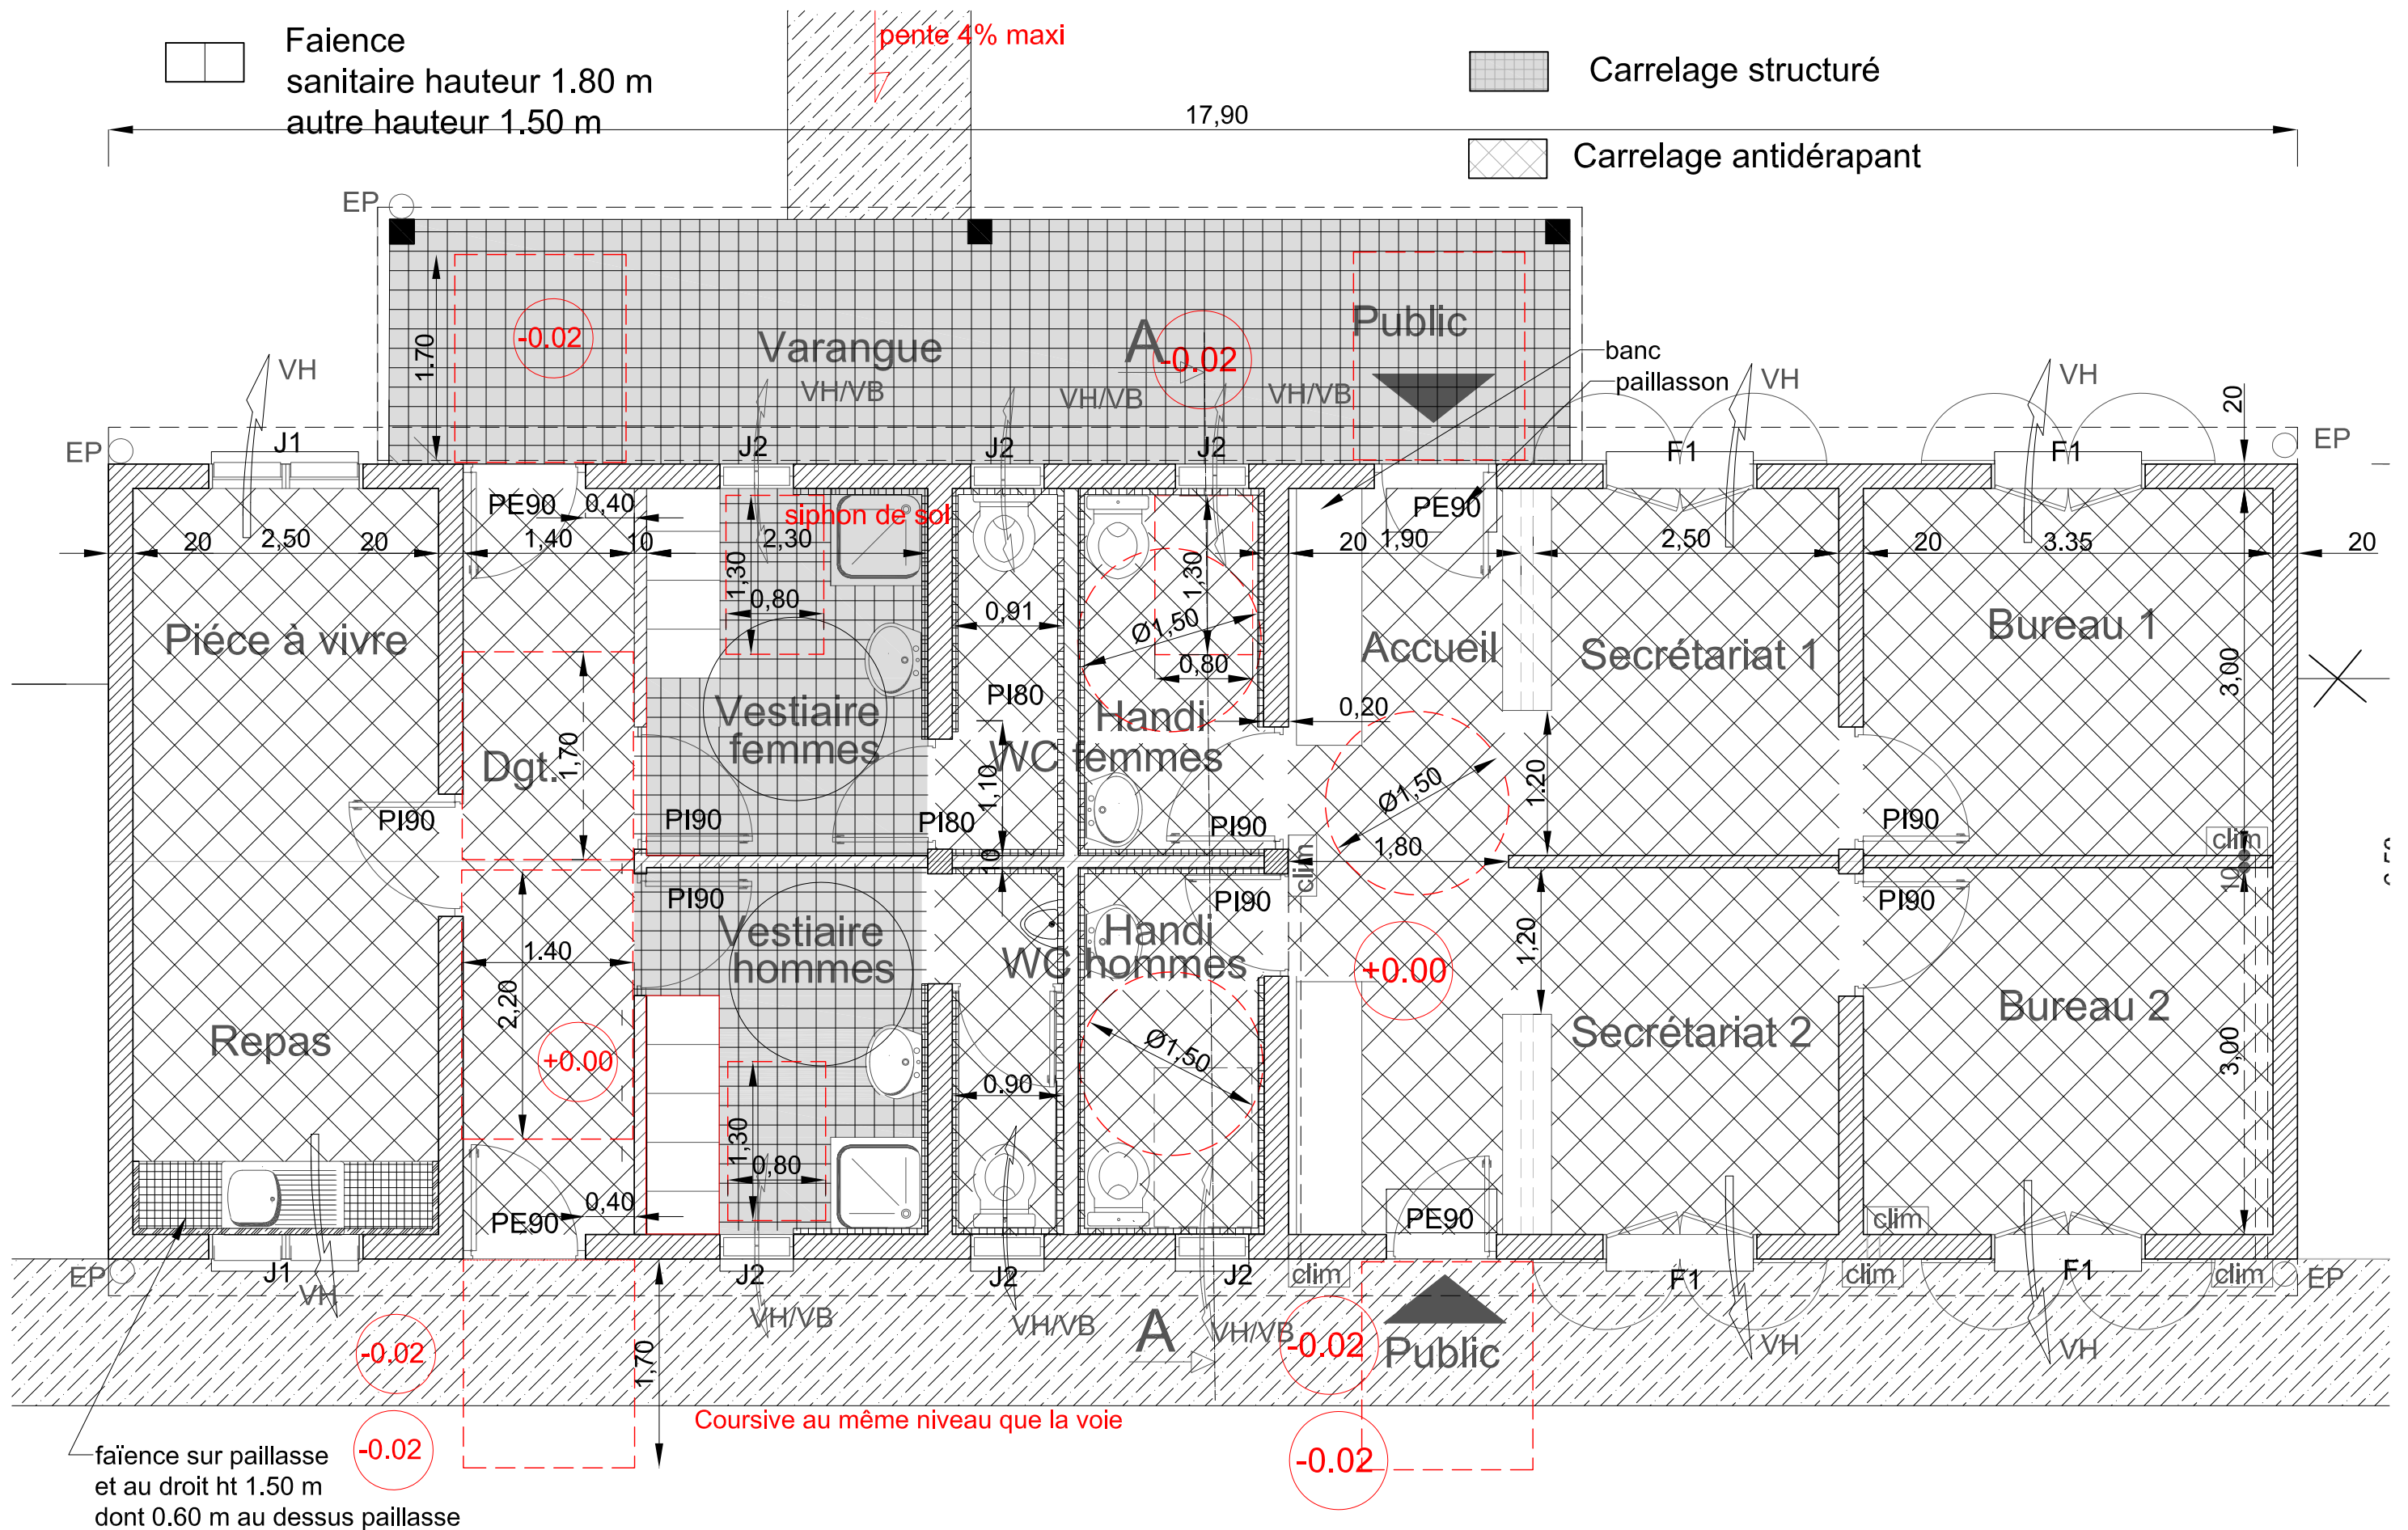 Faience
sanitaire hauteur 1.80 m
autre hauteur 1.50 m
pente 4% maxi
Carrelage structuré
Carrelage antidérapant
17,90
EP
-0.02
1.70
Varangue
A
-0.02
Public
banc
paillasson
VH
VH/VB
VH/VB
VH/VB
VH
VH
20
EP
J1
J2
J2
J2
F1
F1
EP
PE90
0,40
siphon de sol
PE90
20
2,50
20
1,40
10
2,30
20
1,90
2,50
20
3.35
20
1,30
0,80
0,91
1,30
Ø1,50
0,80
Piéce à vivre
Accueil
Secrétariat 1
Bureau 1
3,00
PI80
0,20
Vestiaire
femmes
Handi
WC femmes
Dgt.
1,70
1,10
Ø1,50
1.20
PI90
PI90
PI80
PI90
PI90
clim
10
1,80
clim
10
PI90
PI90
PI90
Vestiaire
hommes
Handi
WC hommes
1.40
2,20
+0.00
1,20
Repas
+0.00
Ø1,50
Secrétariat 2
Bureau 2
3,00
0.90
1,30
0,80
0,40
PE90
PE90
clim
EP
J1
VH
J2
J2
J2
clim
F1
clim
F1
clim
EP
VH/VB
VH/VB
VH/VB
A
-0.02
-0.02
Public
VH
VH
1,70
Coursive au même niveau que la voie
-0.02
-0.02
faïence sur paillasse
et au droit ht 1.50 m
dont 0.60 m au dessus paillasse